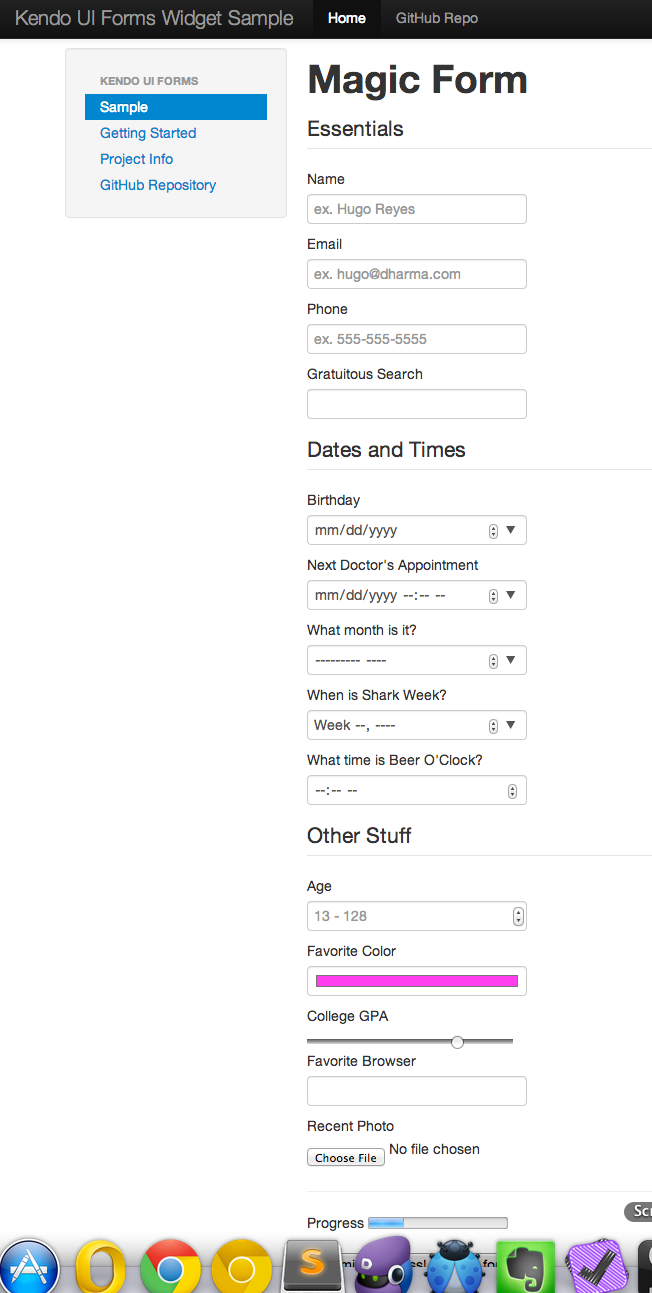 Kendo UI Forms Widget Sample Home GitHub Repo
KENDO UI FORMS
Sample
Getting Started
Project Info
GitHub Repository
Magic Form
Essentials
Name
ex. Hugo Reyes
Email
ex. hugo@dharma.com
Phone
ex. 555-555-5555
Gratuitous Search
Dates and Times
Birthday
mm/dd/yyyy
Next Doctor's Appointment
mm/dd/yyyy --:-- --
What month is it?
--------- ----
When is Shark Week?
Week --, ----
What time is Beer O'Clock?
--:-- --
Other Stuff
Age
13 - 128
Favorite Color
College GPA
Favorite Browser
Recent Photo
Choose File No file chosen
Progress
S